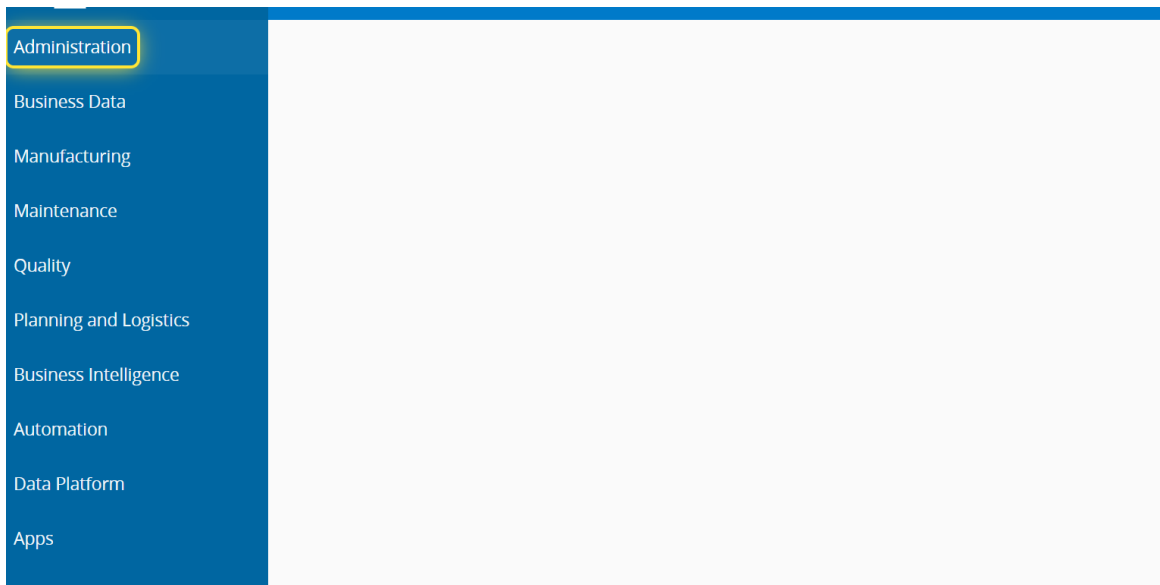 Administration
Business Data
Manufacturing
Maintenance
Quality
Planning and Logistics
Business Intelligence
Automation
Data Platform
Apps